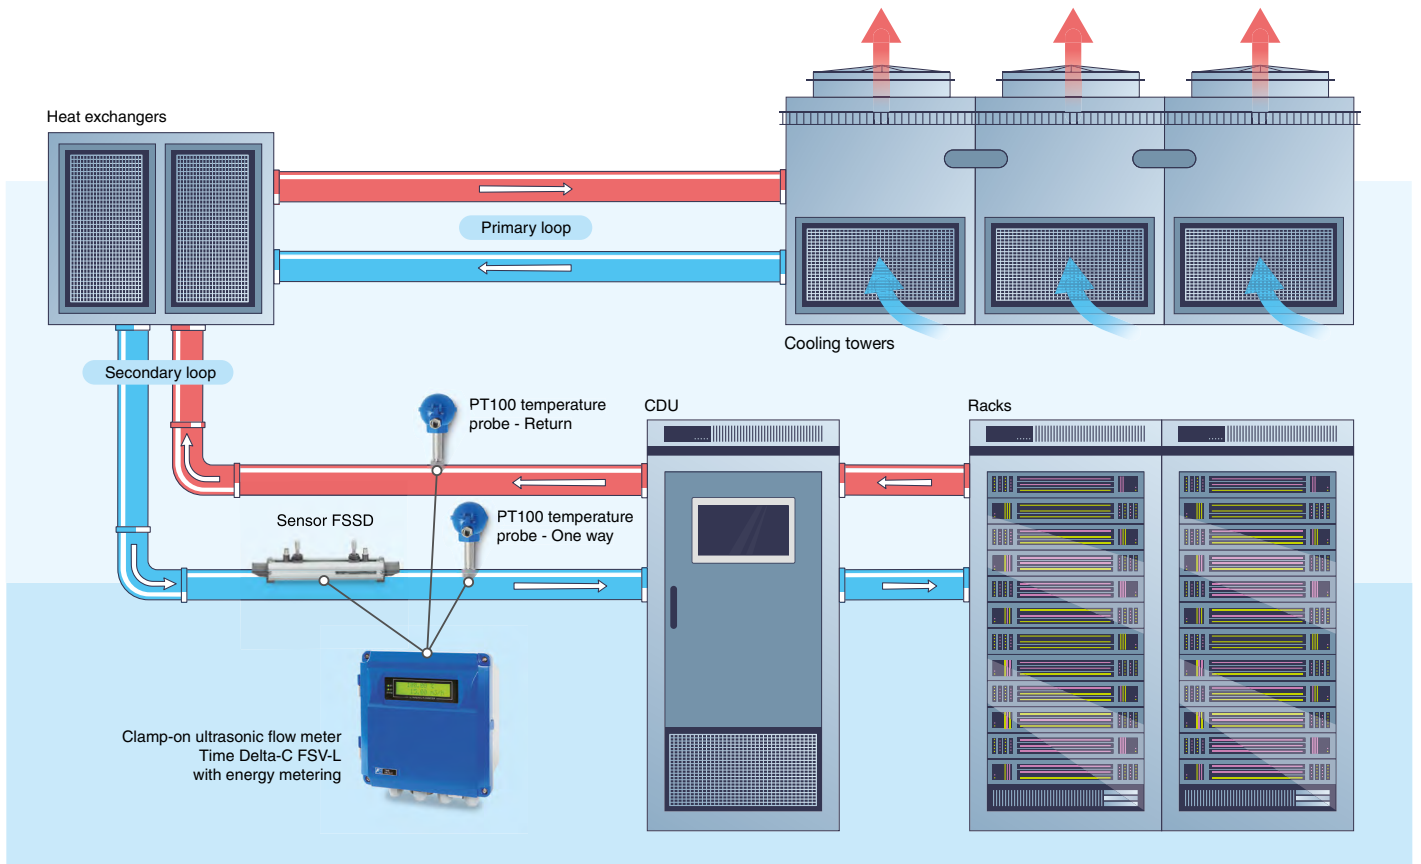 Heat exchangers
Primary loop
Cooling towers
Secondary loop
PT100 temperature
probe - Return
CDU
Racks
Sensor FSSD
PT100 temperature
probe - One way
Clamp-on ultrasonic flow meter
Time Delta-C FSV-L
with energy metering